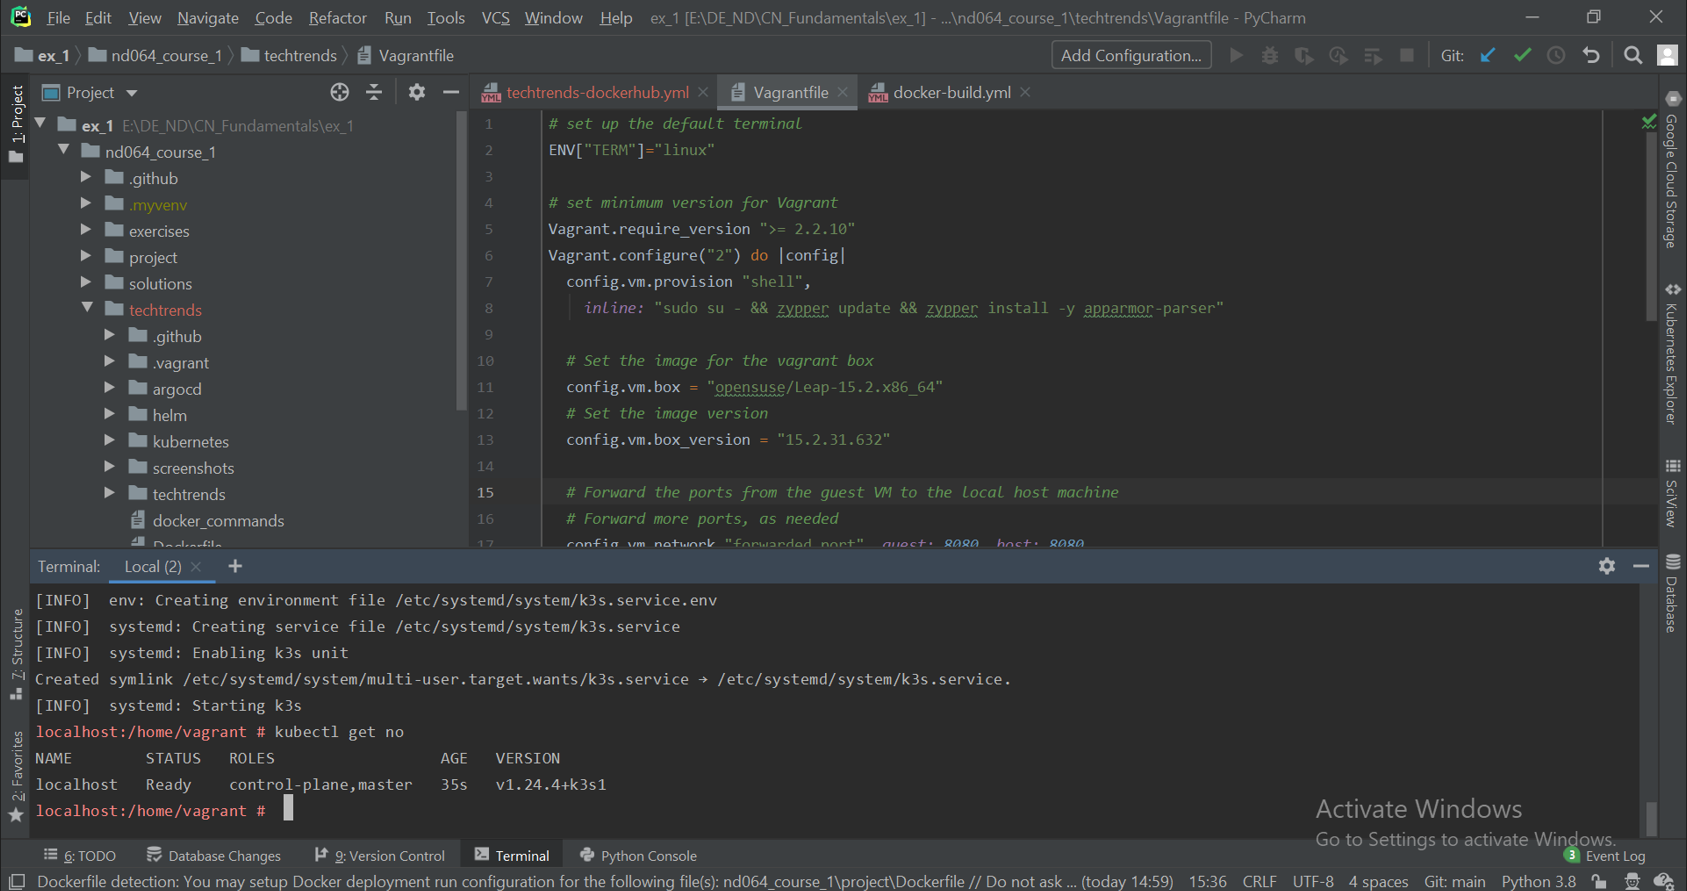 PC File Edit View Navigate Code Refactor Run Tools VCS Window Help ex_1 [E:\DE_ND\CN_Fundamentals\ex_1] - ...\nd064_course_1\techtrends\Vagrantfile - PyCharm
ex_1 nd064_course_1 techtrends Vagrantfile Add Configuration... Git:
1: Project
Project
techtrends-dockerhub.yml Vagrantfile docker-build.yml
ex_1 E:\DE_ND\CN_Fundamentals\ex_1
nd064_course_1
.github
.myvenv
exercises
project
solutions
techtrends
.github
.vagrant
argocd
helm
kubernetes
screenshots
techtrends
docker_commands
Dockerfile
1 # set up the default terminal
2 ENV["TERM"]="linux"
3
4 # set minimum version for Vagrant
5 Vagrant.require_version ">= 2.2.10"
6 Vagrant.configure("2") do |config|
7 config.vm.provision "shell",
8 inline: "sudo su - && zypper update && zypper install -y apparmor-parser"
9
10 # Set the image for the vagrant box
11 config.vm.box = "opensuse/Leap-15.2.x86_64"
12 # Set the image version
13 config.vm.box_version = "15.2.31.632"
14
15 # Forward the ports from the guest VM to the local host machine
16 # Forward more ports, as needed
17 config.vm.network "forwarded_port", guest: 8080, host: 8080
Google Cloud Storage
Kubernetes Explorer
SciView
Database
7: Structure
2: Favorites
Terminal: Local (2)
[INFO] env: Creating environment file /etc/systemd/system/k3s.service.env
[INFO] systemd: Creating service file /etc/systemd/system/k3s.service
[INFO] systemd: Enabling k3s unit
Created symlink /etc/systemd/system/multi-user.target.wants/k3s.service → /etc/systemd/system/k3s.service.
[INFO] systemd: Starting k3s
localhost:/home/vagrant # kubectl get no
NAME STATUS ROLES AGE VERSION
localhost Ready control-plane,master 35s v1.24.4+k3s1
localhost:/home/vagrant #
Activate Windows
Go to Settings to activate Windows.
6: TODO Database Changes 9: Version Control Terminal Python Console 3 Event Log
Dockerfile detection: You may setup Docker deployment run configuration for the following file(s): nd064_course_1\project\Dockerfile // Do not ask ... (today 14:59) 15:36 CRLF UTF-8 4 spaces Git: main Python 3.8